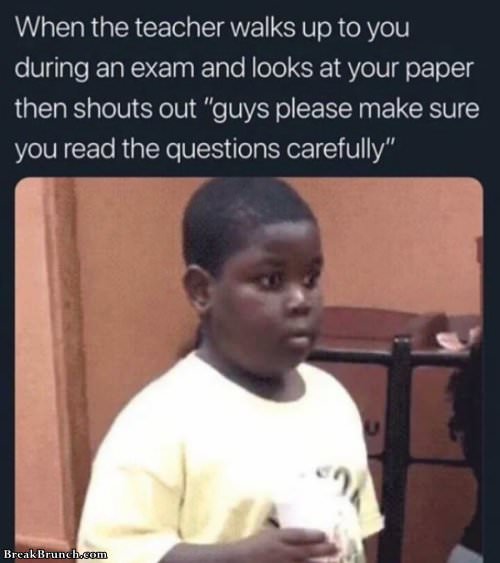 When the teacher walks up to you
during an exam and looks at your paper
then shouts out "guys please make sure
you read the questions carefully"
BreakBrunch.com